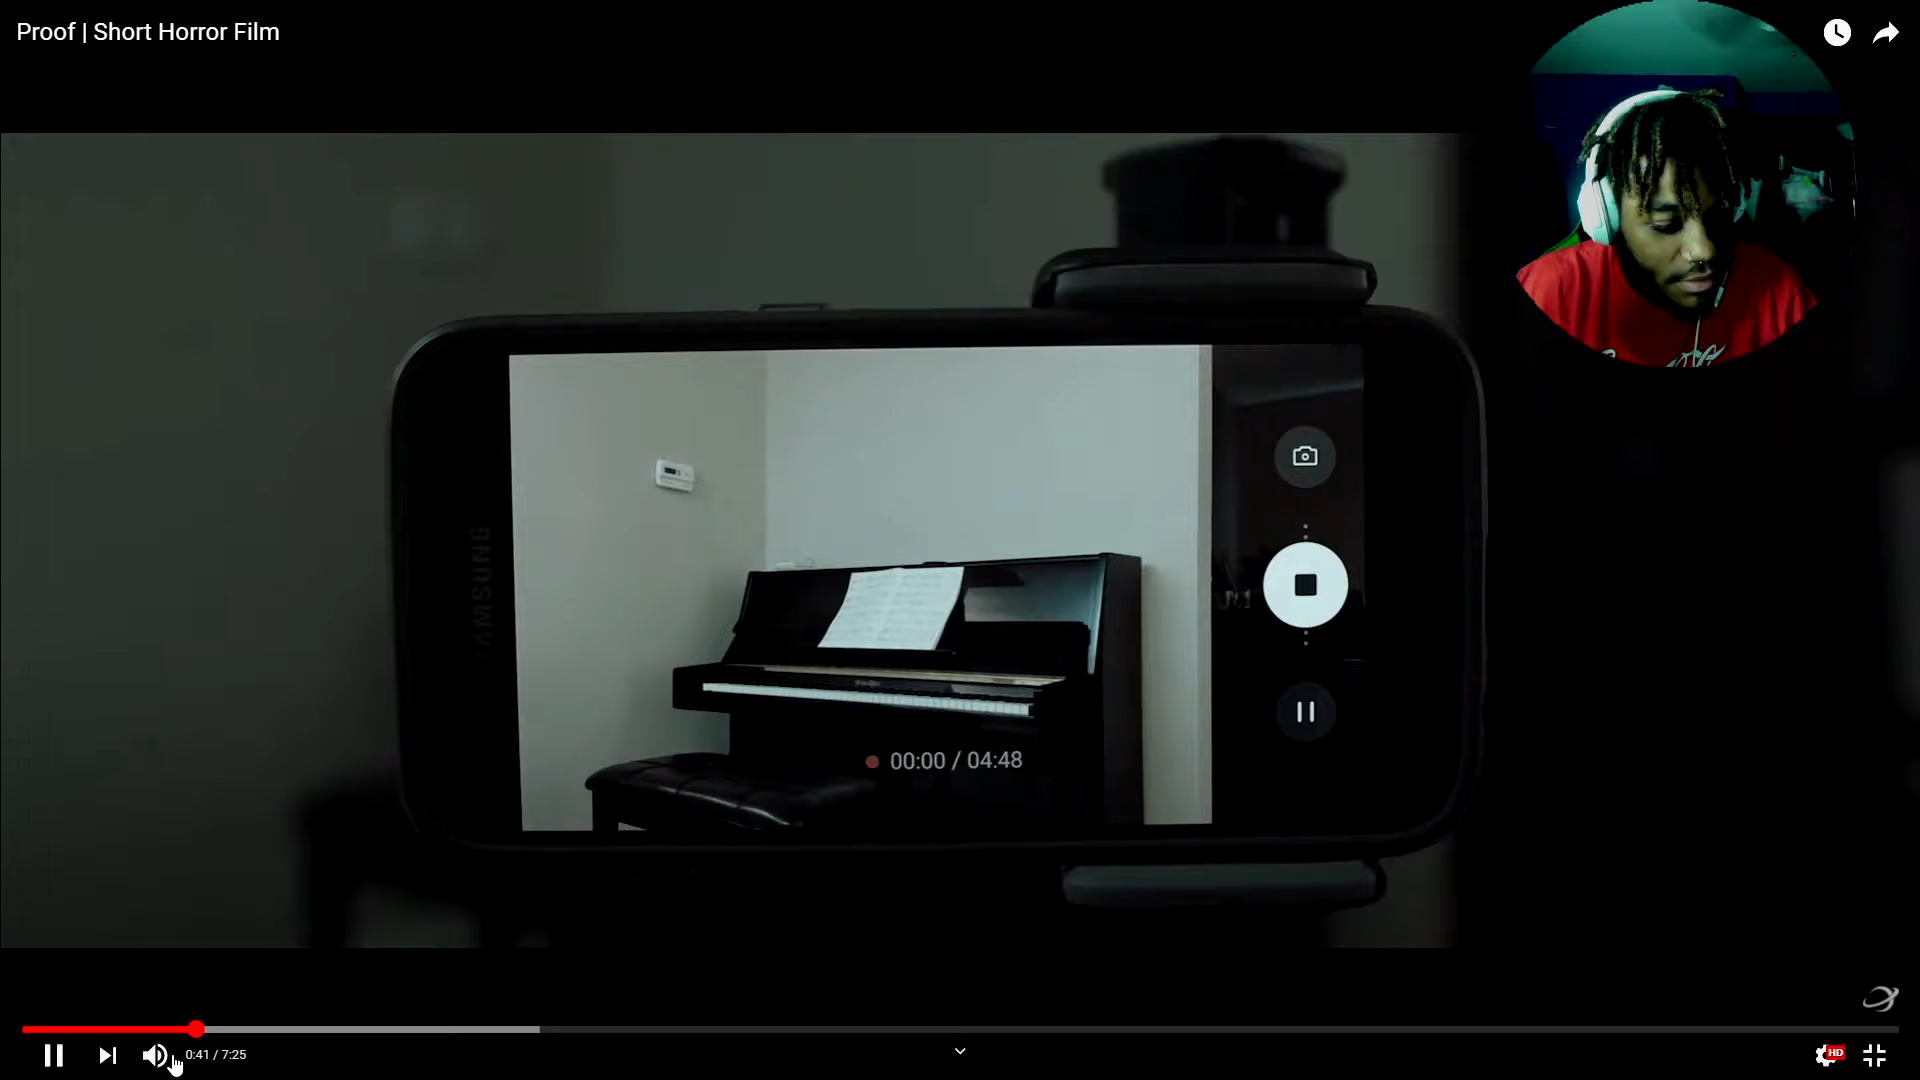 Proof | Short Horror Film
SAMSUNG
00:00 / 04:48
0:41 / 7:25
HD